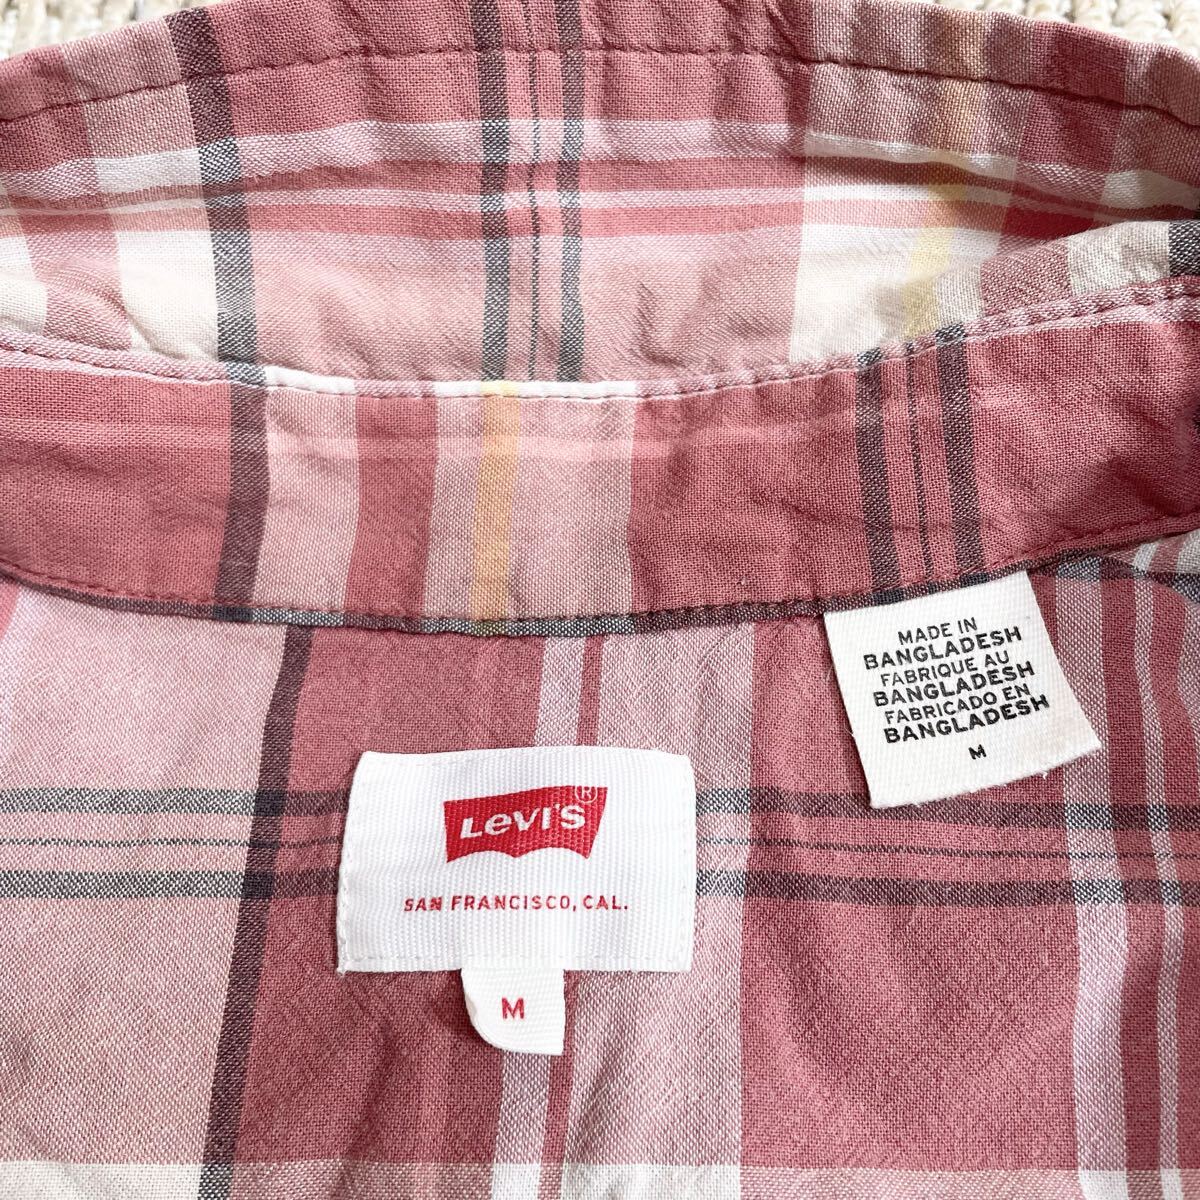 MADE IN
BANGLADESH
FABRIQUE AU
BANGLADESH
FABRICADO EN
BANGLADESH
M
LEVI'S®
SAN FRANCISCO, CAL.
M